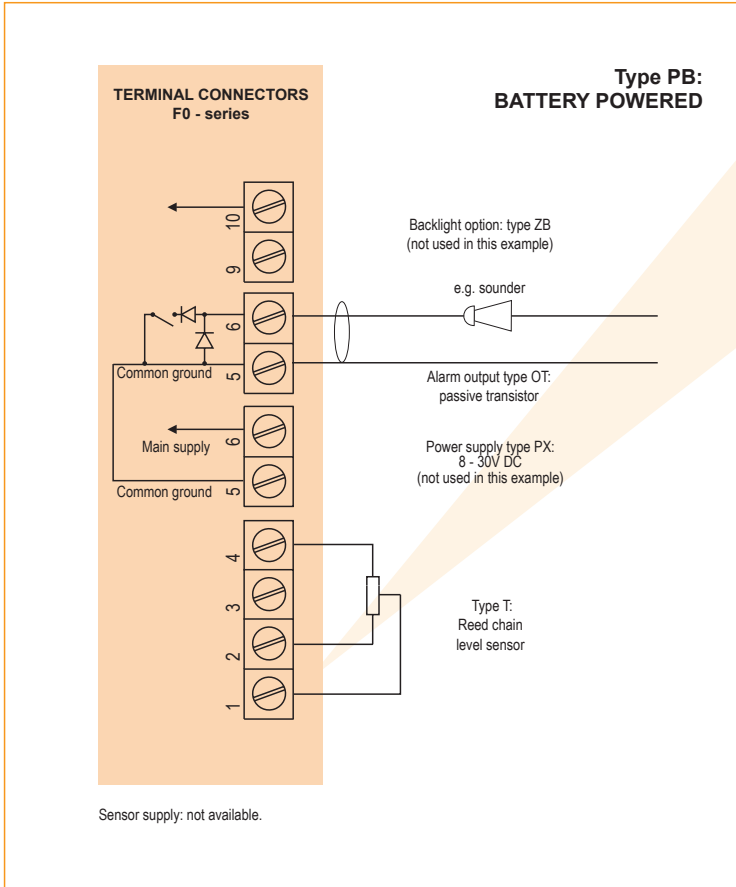 Type PB:
BATTERY POWERED
TERMINAL CONNECTORS
F0 - series
10
9
Backlight option: type ZB
(not used in this example)
e.g. sounder
6
5
Common ground
Alarm output type OT:
passive transistor
6
5
Main supply
Common ground
Power supply type PX:
8 - 30V DC
(not used in this example)
4
3
2
1
Type T:
Reed chain
level sensor
Sensor supply: not available.